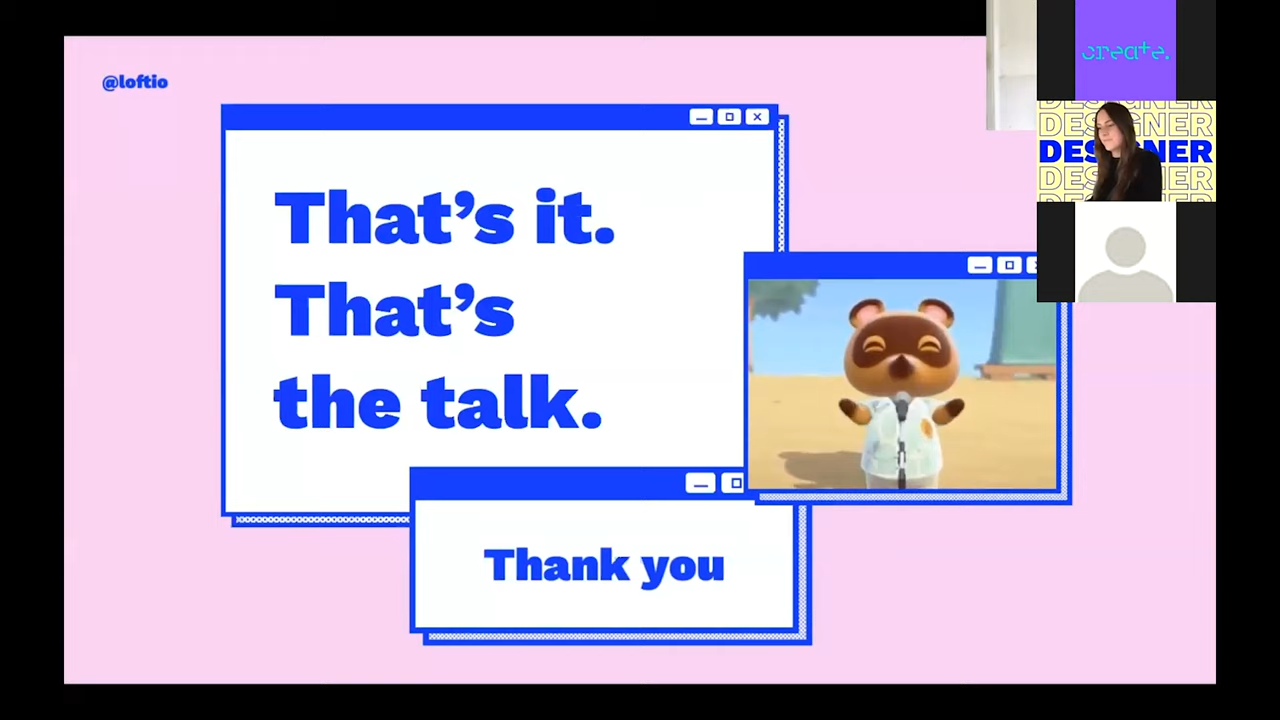 @loftio
That's it.
That's
the talk.
Thank you
create.
DESIGNER
DESIGNER
DESIGNER
DESIGNER
DESIGNER